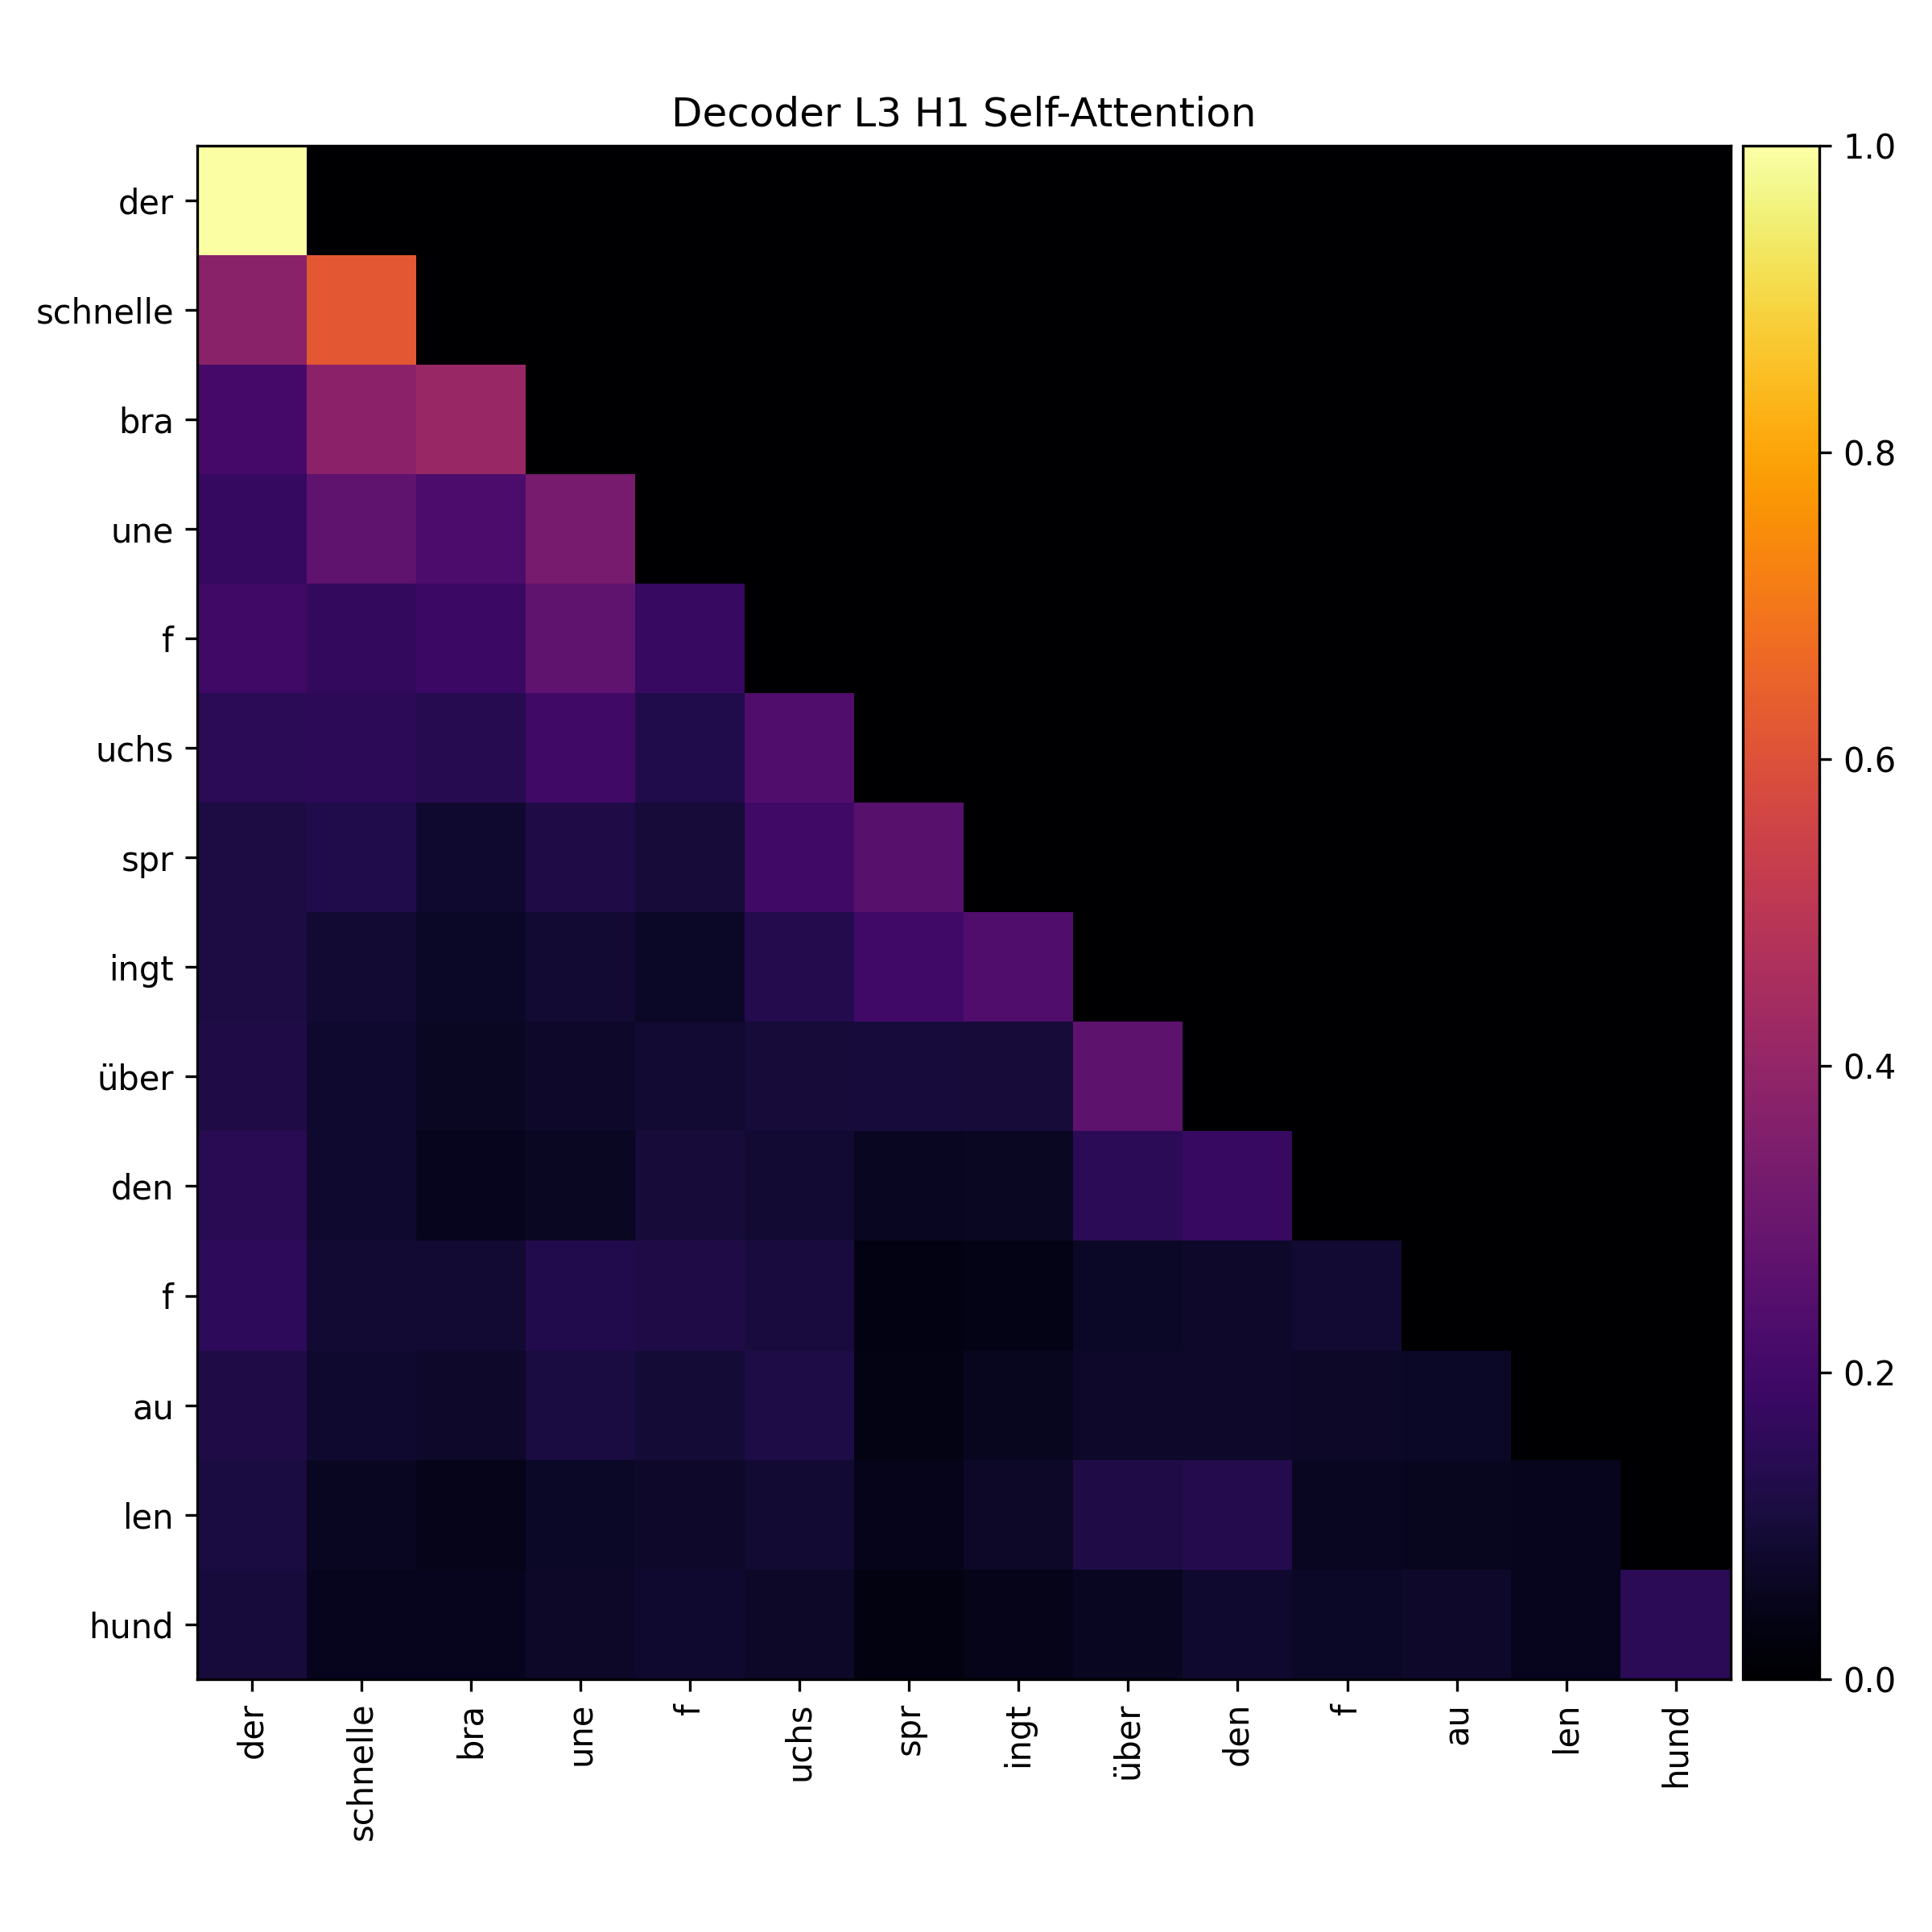 Decoder L3 H1 Self-Attention
der
schnelle
bra
une
f
uchs
spr
ingt
über
den
f
au
len
hund
der
schnelle
bra
une
f
uchs
spr
ingt
über
den
f
au
len
hund
1.0
0.8
0.6
0.4
0.2
0.0